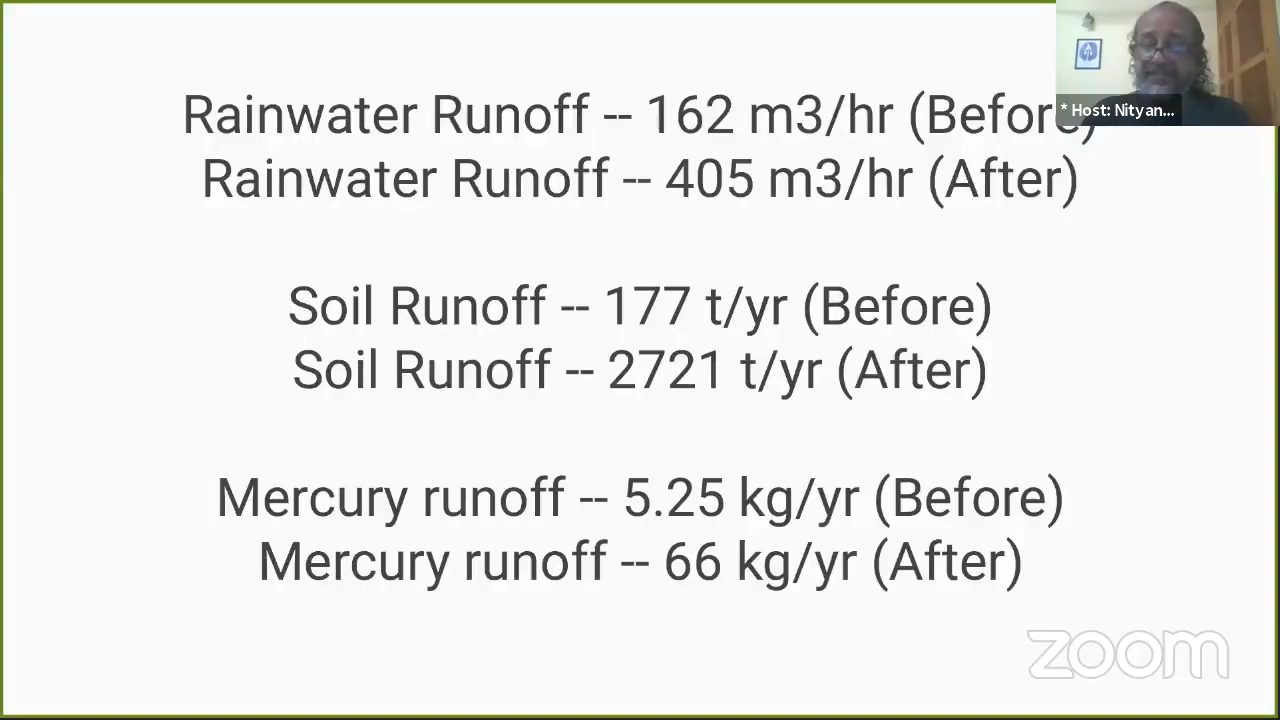 Rainwater Runoff -- 162 m3/hr (Before)
* Host: Nityan...
Rainwater Runoff -- 405 m3/hr (After)
Soil Runoff -- 177 t/yr (Before)
Soil Runoff -- 2721 t/yr (After)
Mercury runoff -- 5.25 kg/yr (Before)
Mercury runoff -- 66 kg/yr (After)
zoom